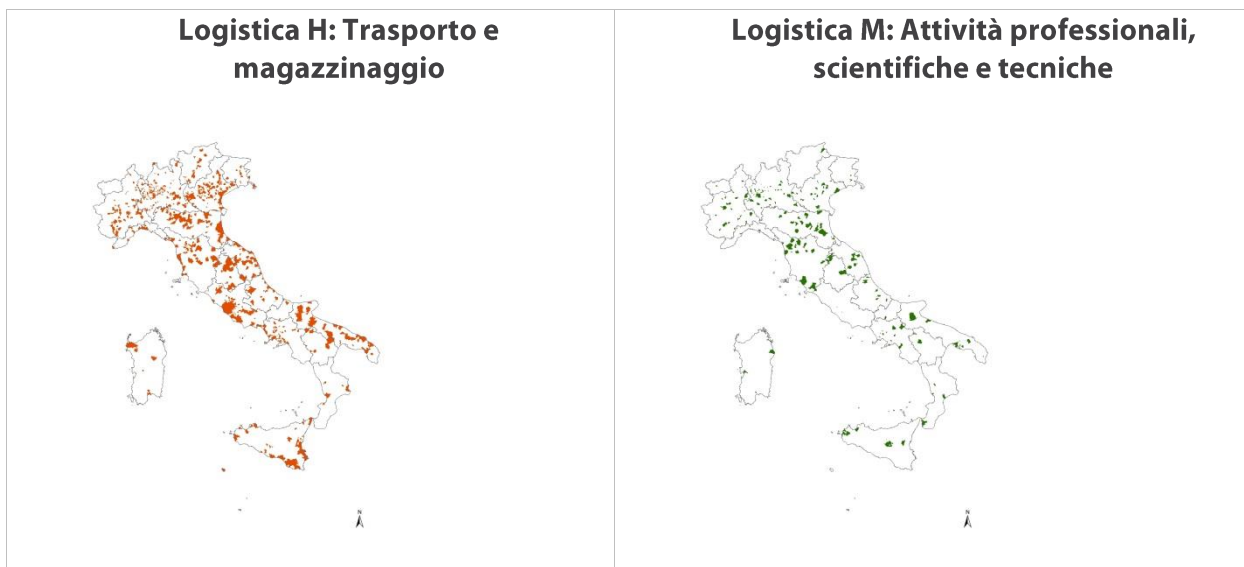 Logistica H: Trasporto e
magazzinaggio
Logistica M: Attività professionali,
scientifiche e tecniche
N
N